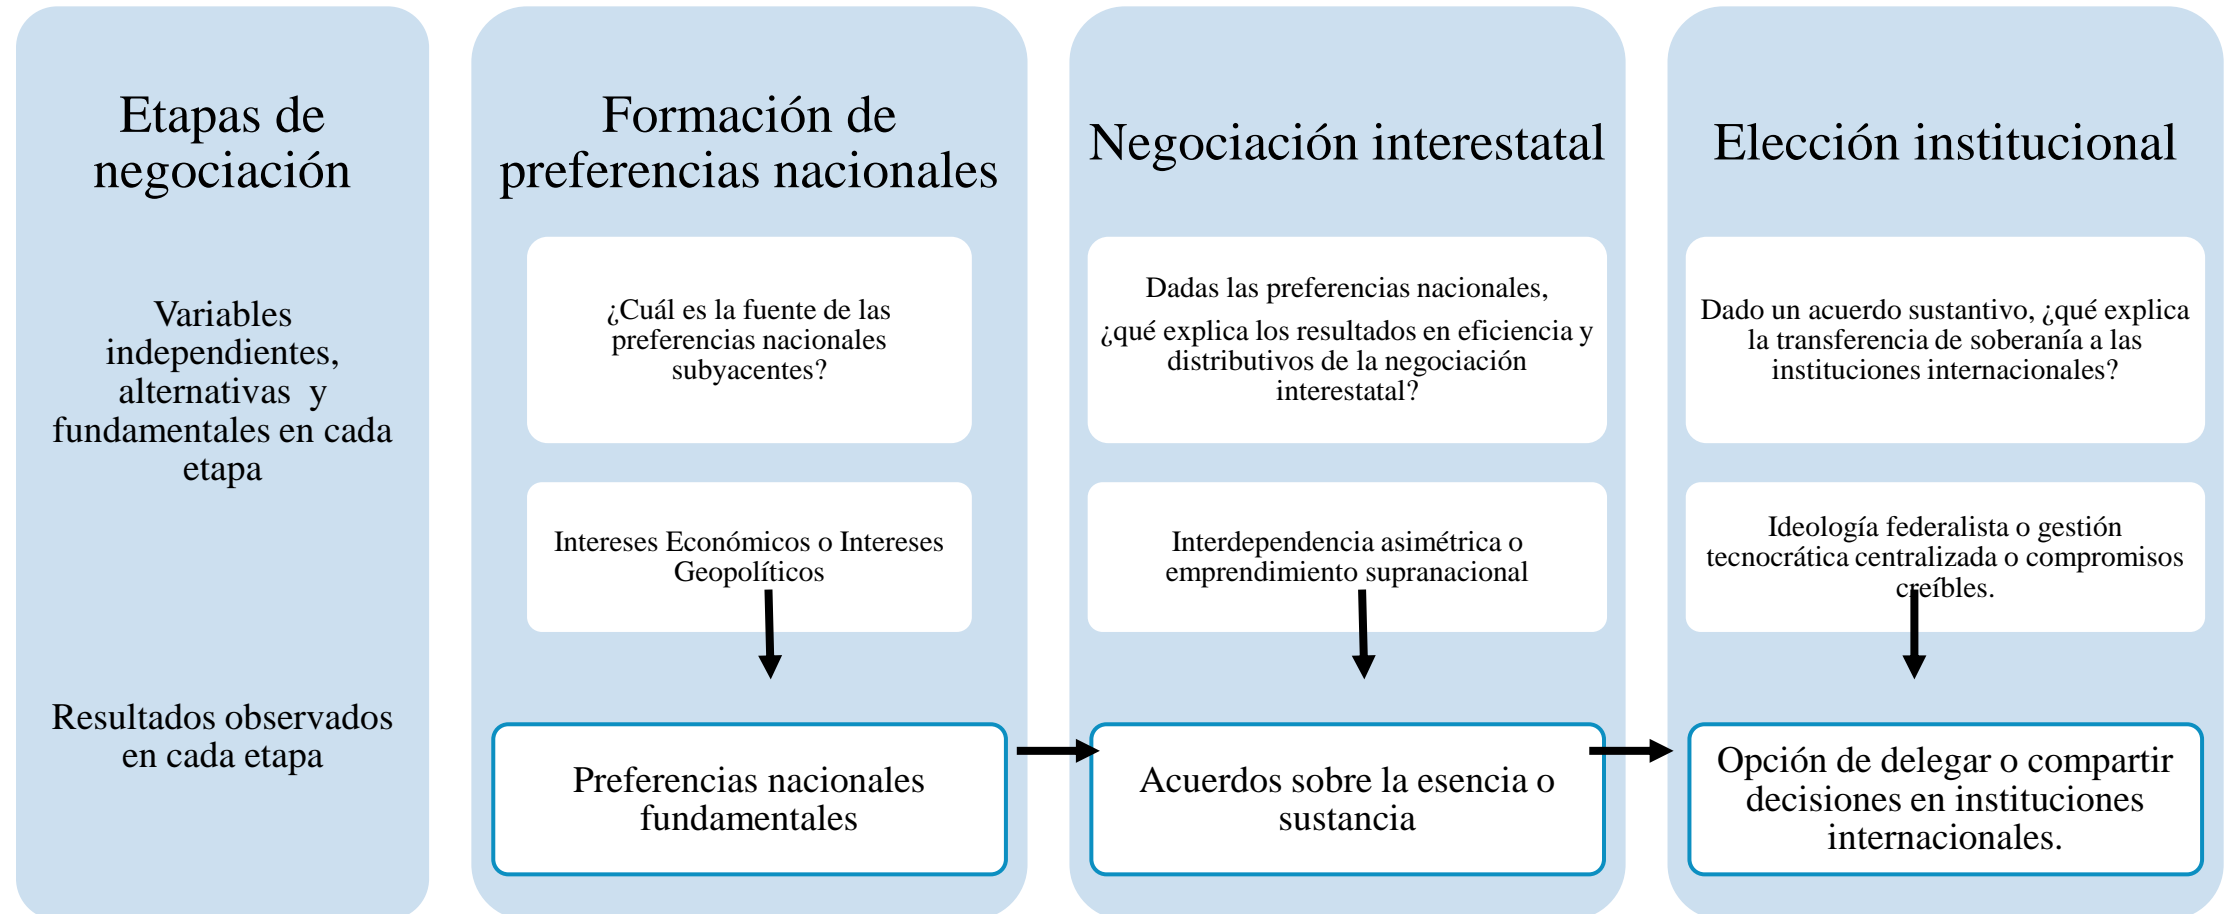 Etapas de
negociación
Variables
independientes,
alternativas y
fundamentales en cada
etapa
Resultados observados
en cada etapa
Formación de
preferencias nacionales
¿Cuál es la fuente de las
preferencias nacionales
subyacentes?
Intereses Económicos o Intereses
Geopolíticos
Preferencias nacionales
fundamentales
Negociación interestatal
Dadas las preferencias nacionales,
¿qué explica los resultados en eficiencia y
distributivos de la negociación
interestatal?
Interdependencia asimétrica o
emprendimiento supranacional
Acuerdos sobre la esencia o
sustancia
Elección institucional
Dado un acuerdo sustantivo, ¿qué explica
la transferencia de soberanía a las
instituciones internacionales?
Ideología federalista o gestión
tecnocrática centralizada o compromisos
creíbles.
Opción de delegar o compartir
decisiones en instituciones
internacionales.